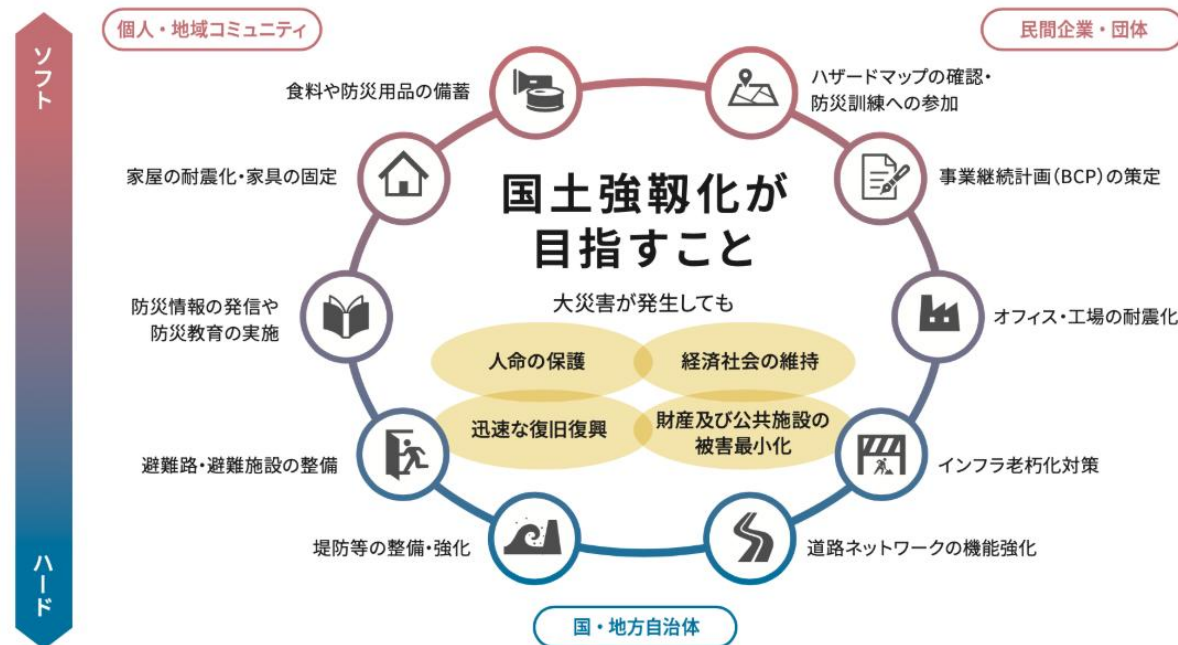 ソフト
個人・地域コミュニティ
民間企業・団体
食料や防災用品の備蓄
ハザードマップの確認・
防災訓練への参加
家屋の耐震化・家具の固定
事業継続計画(BCP)の策定
国土強靱化が
目指すこと
大災害が発生しても
防災情報の発信や
防災教育の実施
オフィス・工場の耐震化
人命の保護
経済社会の維持
迅速な復旧復興
財産及び公共施設の
被害最小化
避難路・避難施設の整備
インフラ老朽化対策
堤防等の整備・強化
道路ネットワークの機能強化
ハード
国・地方自治体